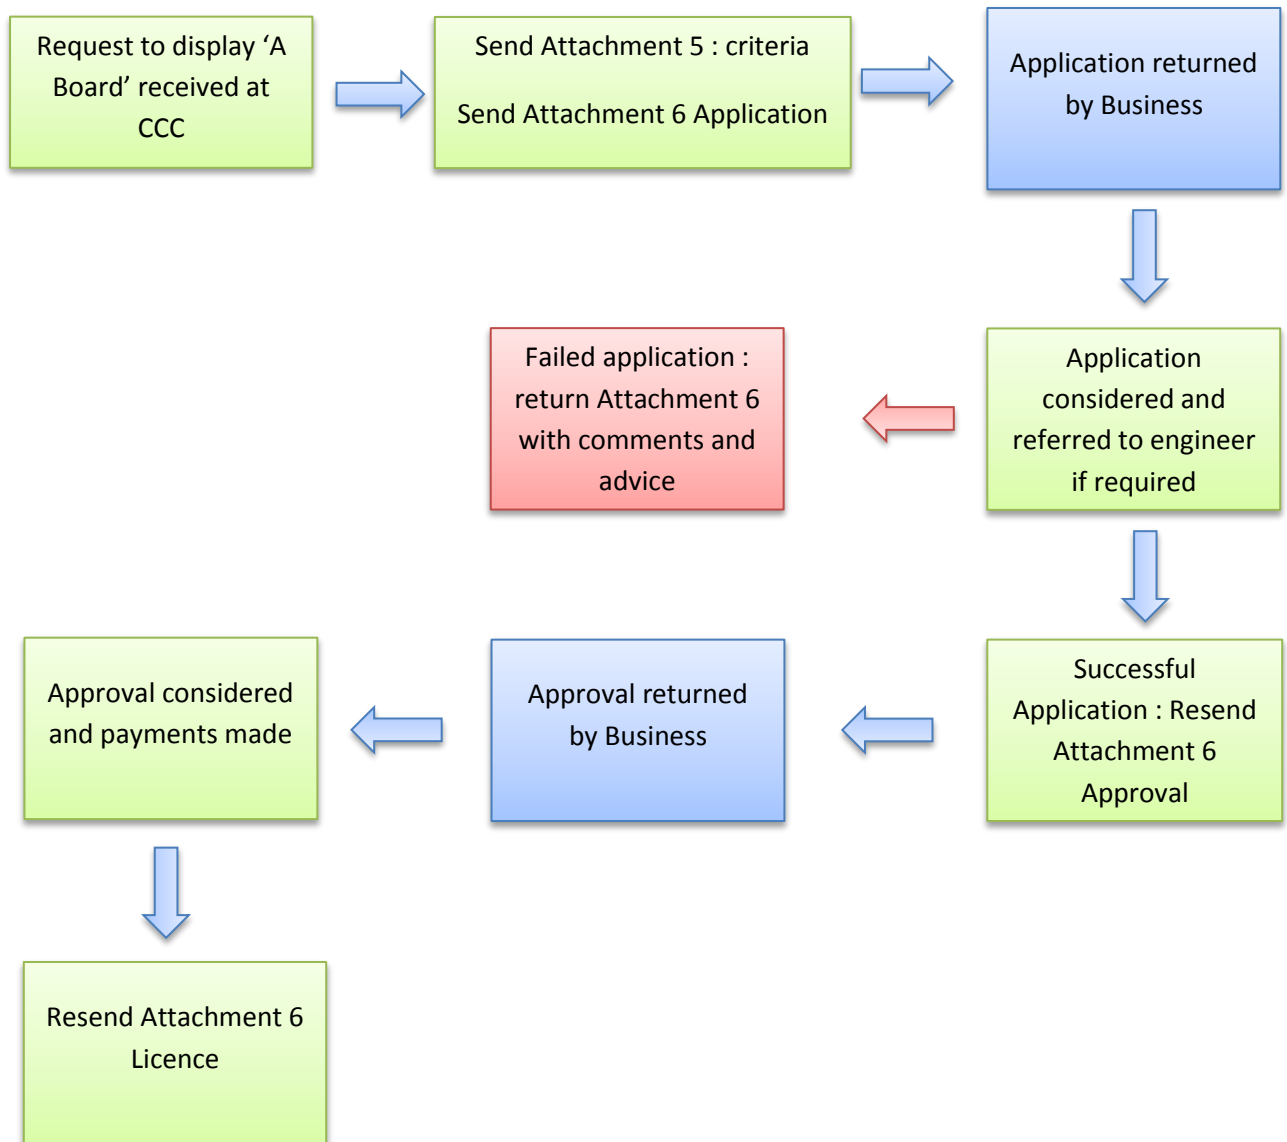 Request to display ‘A
Board’ received at
CCC
Send Attachment 5 : criteria
Send Attachment 6 Application
Application returned
by Business
Application
considered and
referred to engineer
if required
Failed application :
return Attachment 6
with comments and
advice
Successful
Application : Resend
Attachment 6
Approval
Approval returned
by Business
Approval considered
and payments made
Resend Attachment 6
Licence